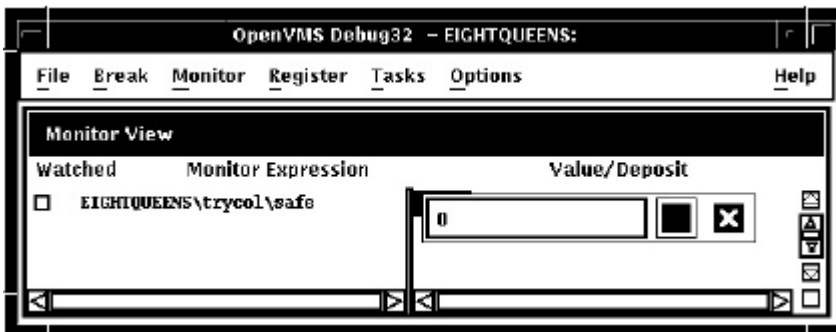 OpenVMS Debug32 - EIGHTQUEENS:
File Break Monitor Register Tasks Options Help
Monitor View
Watched Monitor Expression Value/Deposit
EIGHTQUEENS\trycol\safe 0